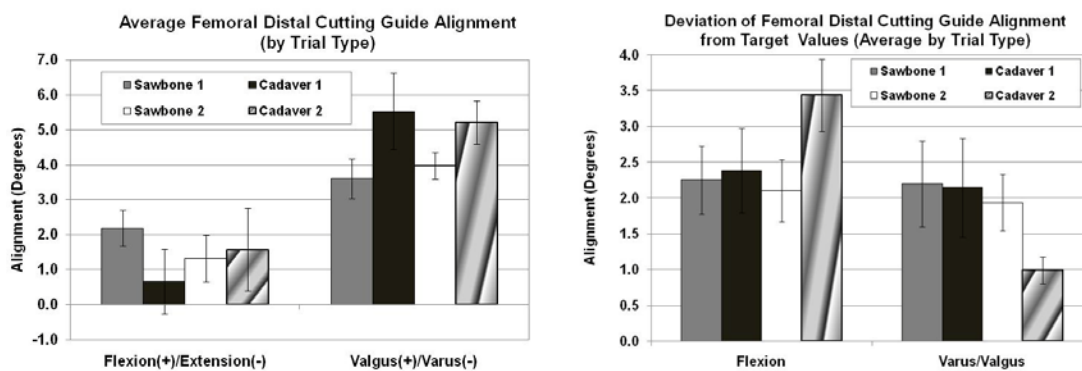 Average Femoral Distal Cutting Guide Alignment
(by Trial Type)
Alignment (Degrees)
7.0
6.0
5.0
4.0
3.0
2.0
1.0
0.0
-1.0
Sawbone 1 Cadaver 1
Sawbone 2 Cadaver 2
Flexion(+)/Extension(-) Valgus(+)/Varus(-)
Deviation of Femoral Distal Cutting Guide Alignment
from Target Values (Average by Trial Type)
Alignment (Degrees)
4.0
3.5
3.0
2.5
2.0
1.5
1.0
0.5
0.0
Sawbone 1 Cadaver 1
Sawbone 2 Cadaver 2
Flexion Varus/Valgus